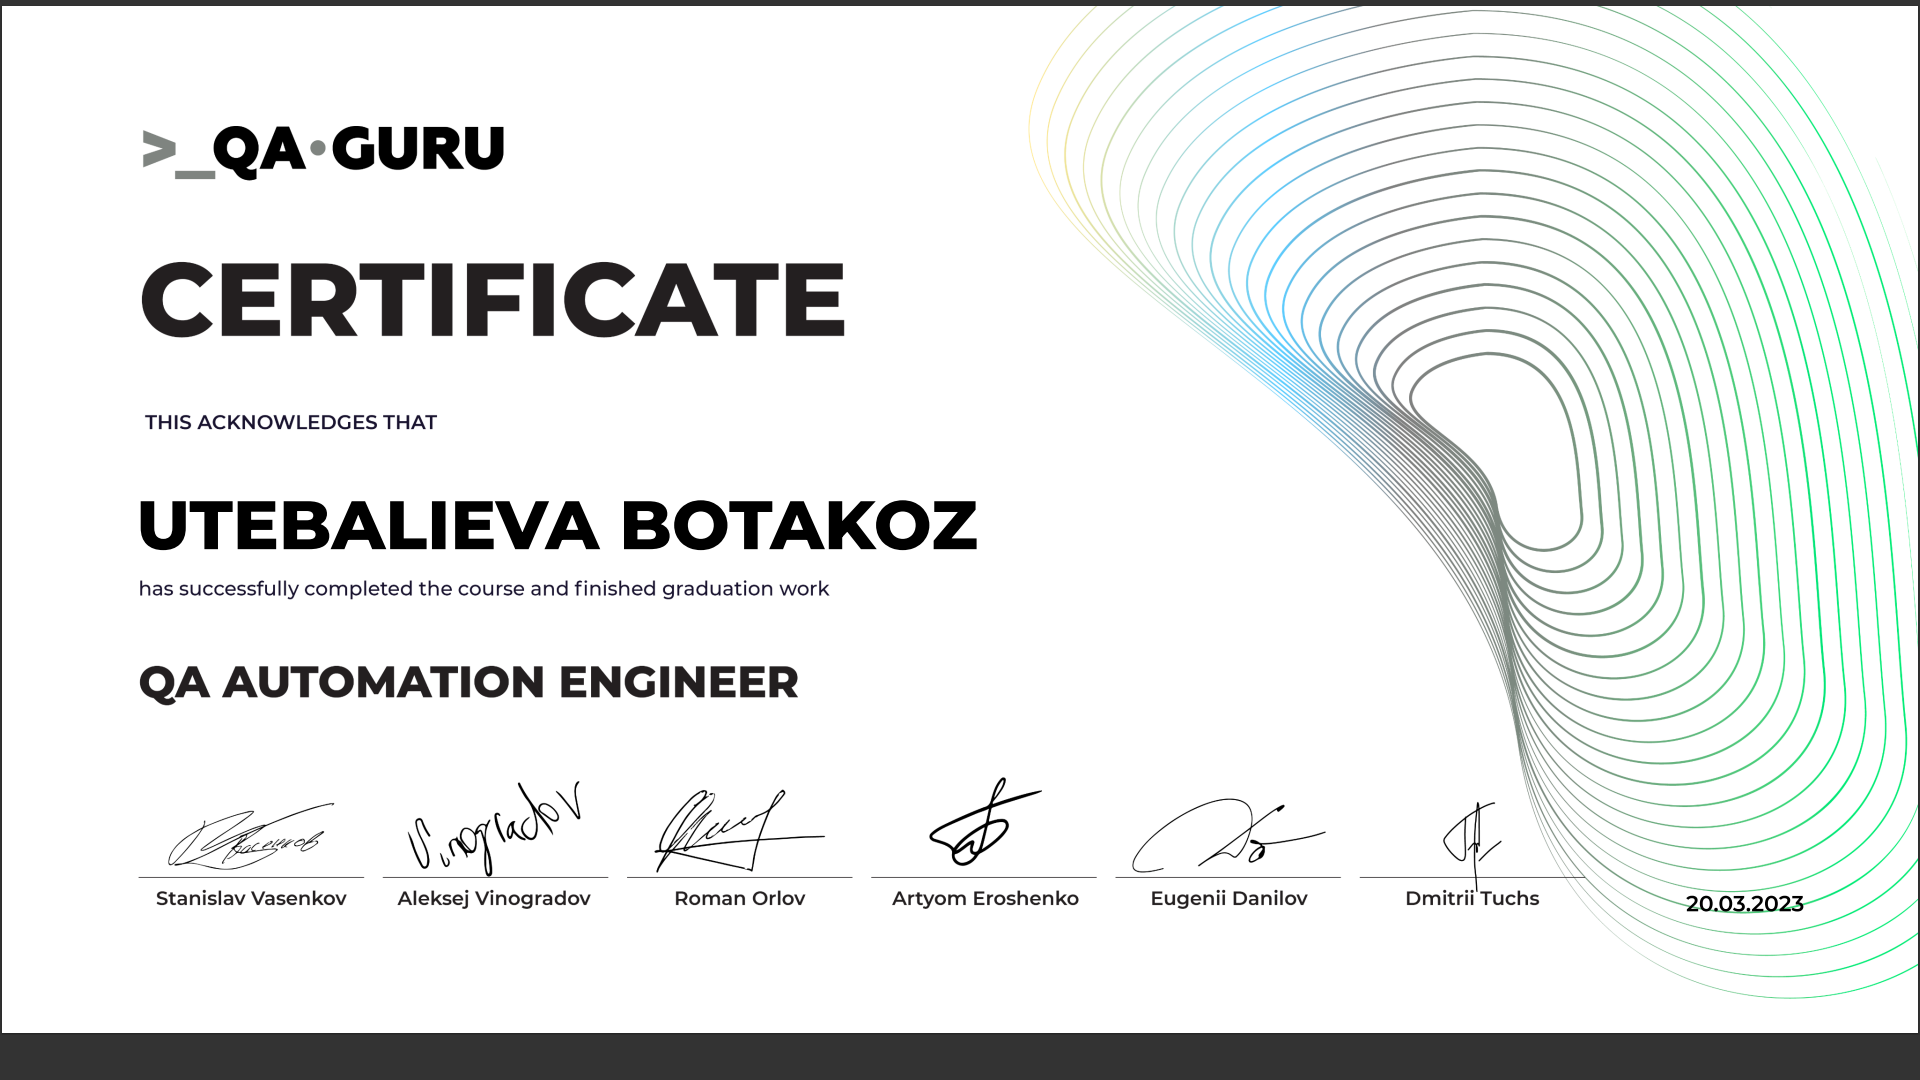 >_QA•GURU
CERTIFICATE
THIS ACKNOWLEDGES THAT
UTEBALIEVA BOTAKOZ
has successfully completed the course and finished graduation work
QA AUTOMATION ENGINEER
Vinogradov
Stanislav Vasenkov Aleksej Vinogradov Roman Orlov Artyom Eroshenko Eugenii Danilov Dmitrii Tuchs 20.03.2023